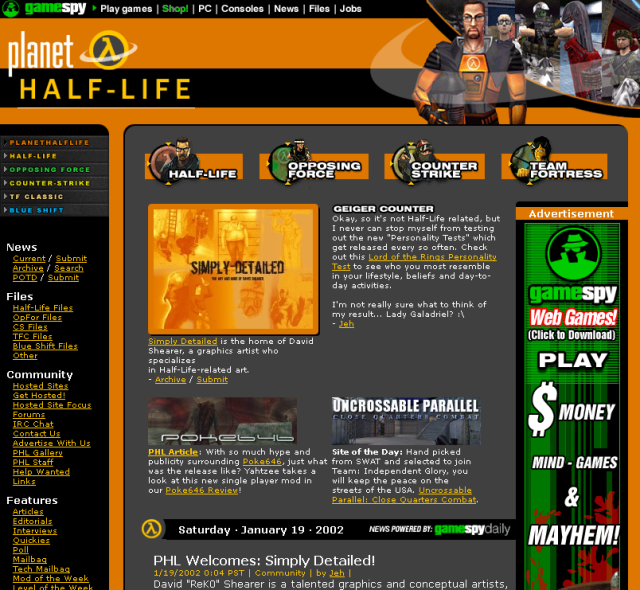 gamespy Play games | Shop! | PC | Consoles | News | Files | Jobs
planet
HALF-LIFE
PLANETHALFLIFE
HALF-LIFE
OPPOSING FORCE
COUNTER-STRIKE
TF CLASSIC
BLUE SHIFT
HALF-LIFE
OPPOSING
FORCE
COUNTER
STRIKE
TEAM
FORTRESS
News
Current / Submit
Archive / Search
POTD / Submit
Files
Half-Life Files
OpFor Files
CS Files
TFC Files
Blue Shift Files
Other
Community
Hosted Sites
Get Hosted!
Hosted Site Focus
Forums
IRC Chat
Contact Us
Advertise With Us
PHL Gallery
PHL Staff
Help Wanted
Links
Features
Articles
Editorials
Interviews
Quickies
Poll
Mailbag
Tech Mailbag
Mod of the Week
Level of the Week
SIMPLY-DETAILED
Simply Detailed is the home of David
Shearer, a graphics artist who
specializes
in Half-Life-related art.
- Archive / Submit
GEIGER COUNTER
Okay, so it's not Half-Life related, but
I never can stop myself from testing
out the new "Personality Tests" which
get released every so often. Check
out this Lord of the Rings Personality
Test to see who you most resemble
in your lifestyle, beliefs and day-to-
day activities.
I'm not really sure what to think of
my result... Lady Galadriel? :\
- Jeh
POKE646
PHL Article: With so much hype and
publicity surrounding Poke646, just what
was the release like? Yahtzee takes a
look at this new single player mod in
our Poke646 Review!
UNCROSSABLE PARALLEL
CLOSE QUARTERS COMBAT
Site of the Day: Hand picked
from SWAT and selected to join
Team: Independent Glory, you
will keep the peace on the
streets of the USA. Uncrossable
Parallel: Close Quarters Combat.
Saturday · January 19 · 2002
NEWS POWERED BY: gamespydaily
PHL Welcomes: Simply Detailed!
1/19/2002 0:04 PST | Community | by Jeh |
David "ReK0" Shearer is a talented graphics and conceptual artists,
Advertisement
gamespy
Web Games!
(Click to Download)
PLAY
$ MONEY
MIND - GAMES
&
MAYHEM!